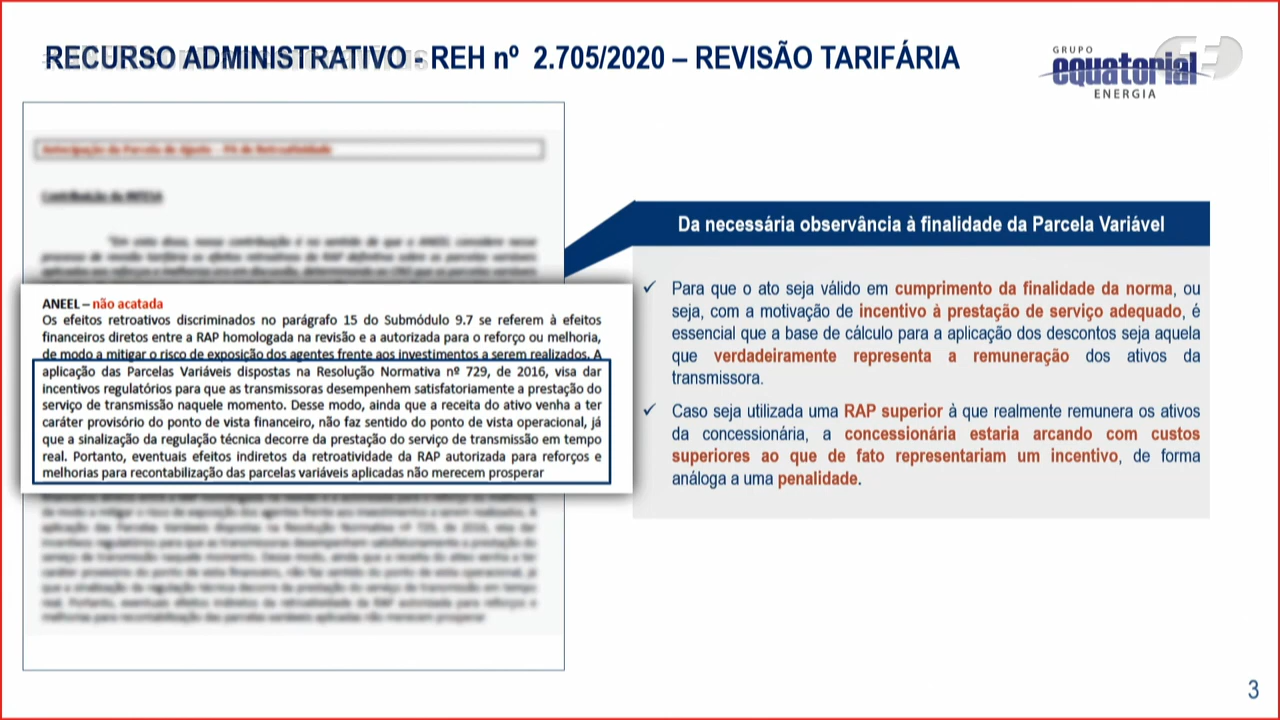 RECURSO ADMINISTRATIVO - REH nº 2.705/2020 – REVISÃO TARIFÁRIA
GRUPO
equatorial
ENERGIA
Antecipação da Parcela de Ajuste - PA de Retroatividade
Contribuição da INTESA
ANEEL – não acatada
Os efeitos retroativos discriminados no parágrafo 15 do Submódulo 9.7 se referem à efeitos
financeiros diretos entre a RAP homologada na revisão e a autorizada para o reforço ou melhoria,
de modo a mitigar o risco de exposição dos agentes frente aos investimentos a serem realizados. A
aplicação das Parcelas Variáveis dispostas na Resolução Normativa nº 729, de 2016, visa dar
incentivos regulatórios para que as transmissoras desempenhem satisfatoriamente a prestação do
serviço de transmissão naquele momento. Desse modo, ainda que a receita do ativo venha a ter
caráter provisório do ponto de vista financeiro, não faz sentido do ponto de vista operacional, já
que a sinalização da regulação técnica decorre da prestação do serviço de transmissão em tempo
real. Portanto, eventuais efeitos indiretos da retroatividade da RAP autorizada para reforços e
melhorias para recontabilização das parcelas variáveis aplicadas não merecem prosperar
Da necessária observância à finalidade da Parcela Variável
✓ Para que o ato seja válido em cumprimento da finalidade da norma, ou
seja, com a motivação de incentivo à prestação de serviço adequado, é
essencial que a base de cálculo para a aplicação dos descontos seja aquela
que verdadeiramente representa a remuneração dos ativos da
transmissora.
✓ Caso seja utilizada uma RAP superior à que realmente remunera os ativos
da concessionária, a concessionária estaria arcando com custos
superiores ao que de fato representariam um incentivo, de forma
análoga a uma penalidade.
3